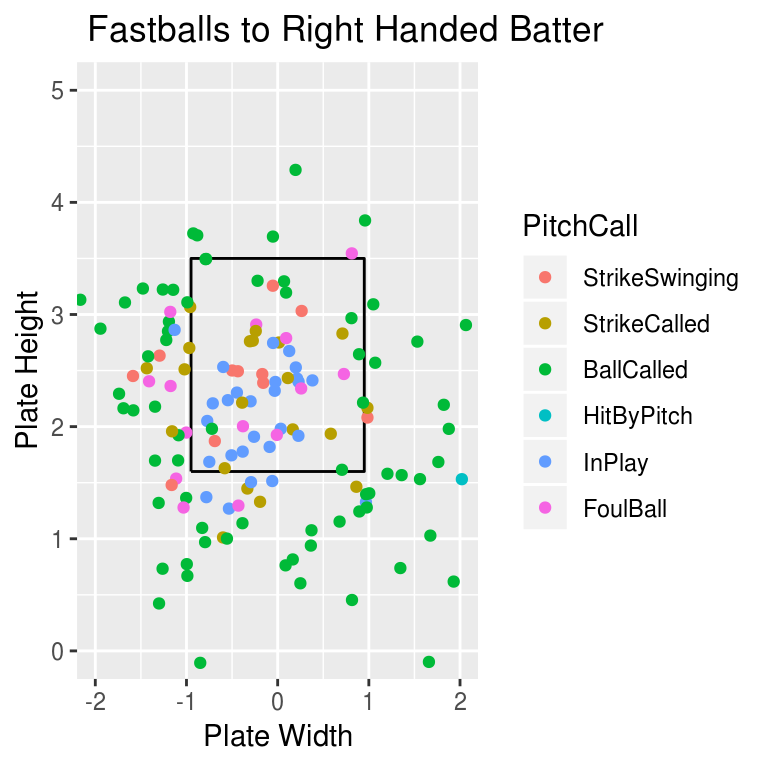 Fastballs to Right Handed Batter
5
4
3
2
1
0
-2 -1 0 1 2
Plate Width
Plate Height
PitchCall
StrikeSwinging
StrikeCalled
BallCalled
HitByPitch
InPlay
FoulBall